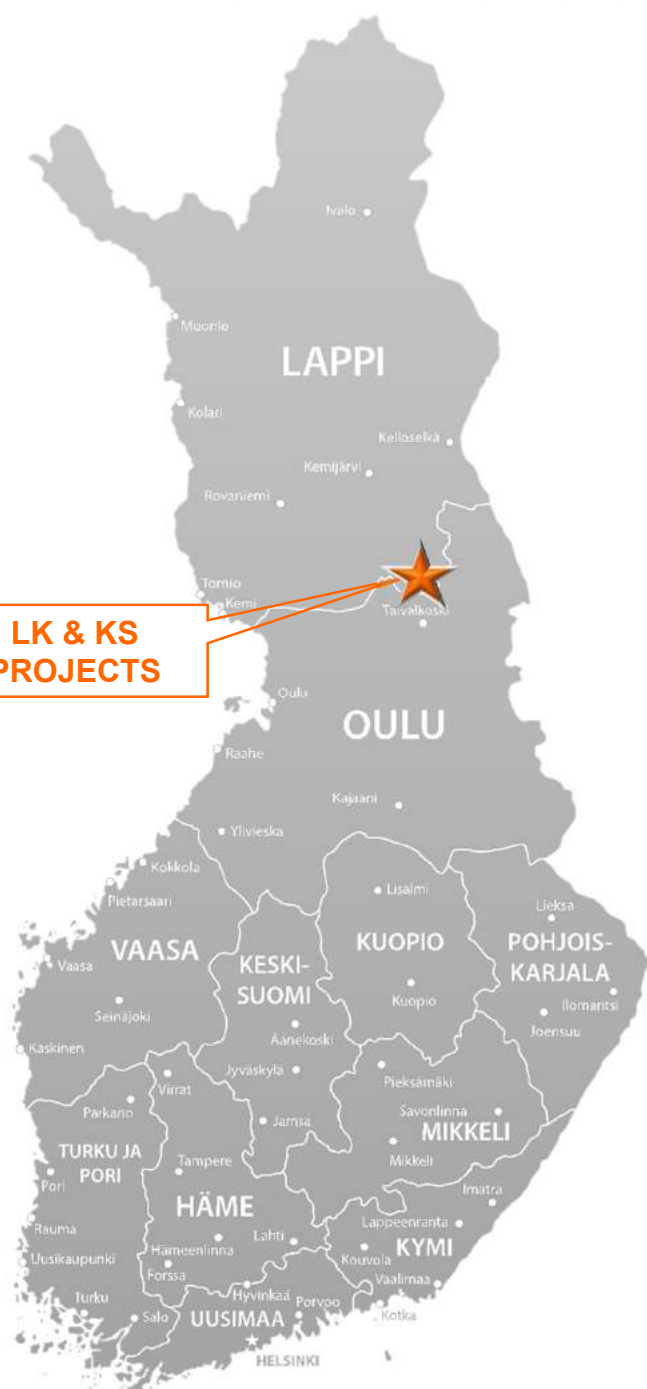 Ivalo
Muonio
LAPPI
Kolari
Kelloselkä
Kemijärvi
Rovaniemi
Tornio
Kemi
Taivalkoski
LK & KS
PROJECTS
Oulu
OULU
Raahe
Kajaani
Ylivieska
Kokkola
Pietarsaari
Lisalmi
Lieksa
VAASA
KUOPIO
POHJOIS-
KARJALA
KESKI-
SUOMI
Vaasa
Seinäjoki
Kuopio
Ilomantsi
Joensuu
Äänekoski
Kaskinen
Jyväskylä
Virrat
Pieksämäki
Parkano
Savonlinna
Jamsa
MIKKELI
TURKU JA
PORI
Tampere
Mikkeli
Pori
Imatra
HÄME
Rauma
Lappeenranta
Lahti
KYMI
Hämeenlinna
Kouvola
Uusikaupunki
Forssa
Vaalimaa
Hyvinkää
Turku
Porvoo
Salo
UUSIMAA
Kotka
HELSINKI